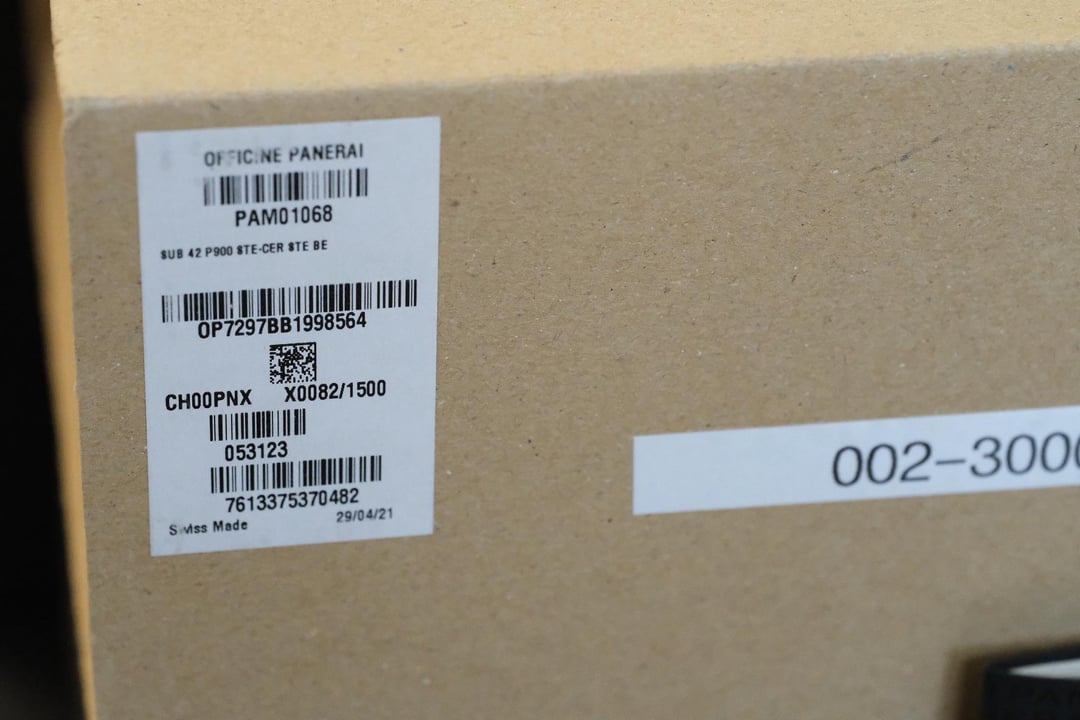 OFFICINE PANERAI
PAM01068
SUB 42 P900 STE-CER STE BE
OP7297BB1998564
CH00PNX X0082/1500
053123
7613375370482
Swiss Made 29/04/21
002-3000